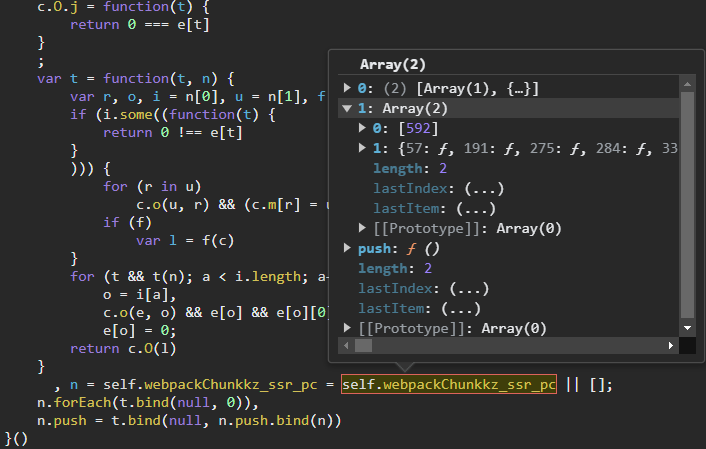 c.O.j = function(t) {
return 0 === e[t]
}
;
var t = function(t, n) {
var r, o, i = n[0], u = n[1], f
if (i.some((function(t) {
return 0 !== e[t]
}
))) {
for (r in u)
c.o(u, r) && (c.m[r] = u
if (f)
var l = f(c)
}
for (t && t(n); a < i.length; a
o = i[a],
c.o(e, o) && e[o] && e[o][0]
e[o] = 0;
return c.O(l)
}
, n = self.webpackChunkkz_ssr_pc = self.webpackChunkkz_ssr_pc || [];
n.forEach(t.bind(null, 0)),
n.push = t.bind(null, n.push.bind(n))
}()
Array(2)
0: (2) [Array(1), {…}]
1: Array(2)
0: [592]
1: {57: ƒ, 191: ƒ, 275: ƒ, 284: ƒ, 33
length: 2
lastIndex: (...)
lastItem: (...)
[[Prototype]]: Array(0)
push: ƒ ()
length: 2
lastIndex: (...)
lastItem: (...)
[[Prototype]]: Array(0)